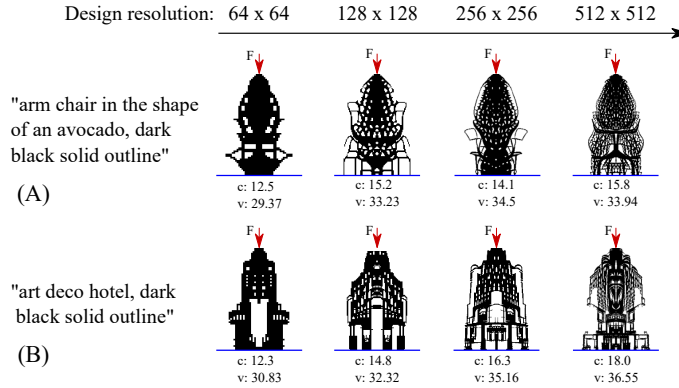 Design resolution: 64 x 64 128 x 128 256 x 256 512 x 512
F F F F
"arm chair in the shape
of an avocado, dark
black solid outline"
(A)
c: 12.5 c: 15.2 c: 14.1 c: 15.8
v: 29.37 v: 33.23 v: 34.5 v: 33.94
F F F F
"art deco hotel, dark
black solid outline"
(B)
c: 12.3 c: 14.8 c: 16.3 c: 18.0
v: 30.83 v: 32.32 v: 35.16 v: 36.55